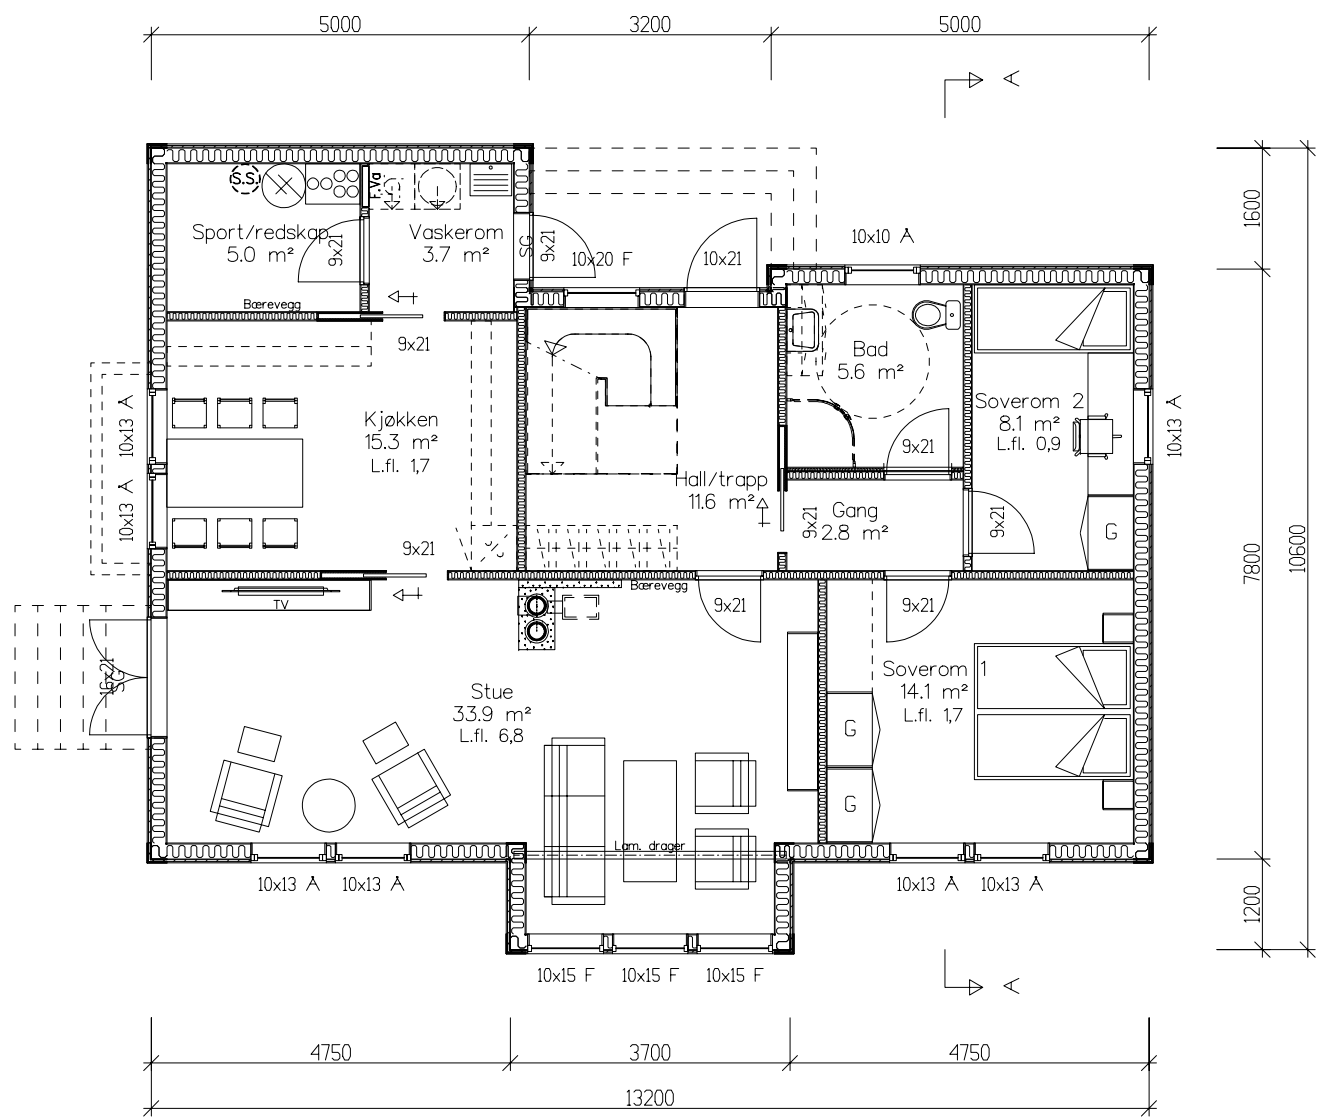 5000
3200
5000
A
S.S.
Va
Sport/redskap
5.0 m²
9x21
Vaskerom
3.7 m²
SG
9x21
10x20 F
10x21
10x10 Å
1600
Bærevegg
9x21
Bad
5.6 m²
Kjøkken
15.3 m²
L.fl. 1,7
10x13 Å
10x13 Å
Soverom 2
8.1 m²
L.fl. 0,9
10x13 Å
9x21
Hall/trapp
11.6 m²
9x21
Gang
2.8 m²
9x21
G
9x21
7800
10600
TV
Bærevegg
9x21
9x21
16x21
SG
Stue
33.9 m²
L.fl. 6,8
Soverom 1
14.1 m²
L.fl. 1,7
G
G
Lam. drager
10x13 Å
10x13 Å
10x13 Å
10x13 Å
1200
10x15 F
10x15 F
10x15 F
A
4750
3700
4750
13200